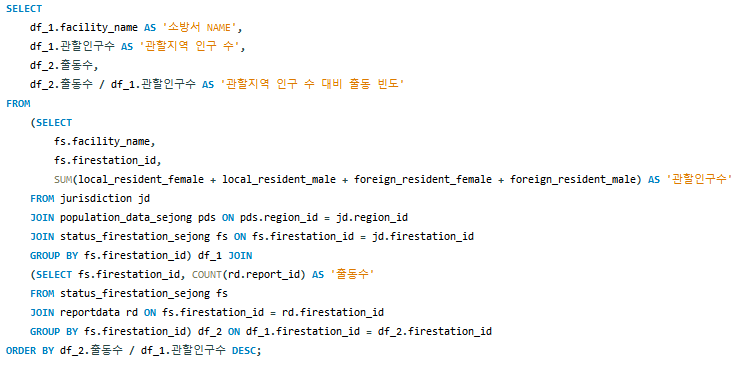 SELECT
df_1.facility_name AS '소방서 NAME',
df_1.관할인구수 AS '관할지역 인구 수',
df_2.출동수,
df_2.출동수 / df_1.관할인구수 AS '관할지역 인구 수 대비 출동 빈도'
FROM
(SELECT
fs.facility_name,
fs.firestation_id,
SUM(local_resident_female + local_resident_male + foreign_resident_female + foreign_resident_male) AS '관할인구수'
FROM jurisdiction jd
JOIN population_data_sejong pds ON pds.region_id = jd.region_id
JOIN status_firestation_sejong fs ON fs.firestation_id = jd.firestation_id
GROUP BY fs.firestation_id) df_1 JOIN
(SELECT fs.firestation_id, COUNT(rd.report_id) AS '출동수'
FROM status_firestation_sejong fs
JOIN reportdata rd ON fs.firestation_id = rd.firestation_id
GROUP BY fs.firestation_id) df_2 ON df_1.firestation_id = df_2.firestation_id
ORDER BY df_2.출동수 / df_1.관할인구수 DESC;